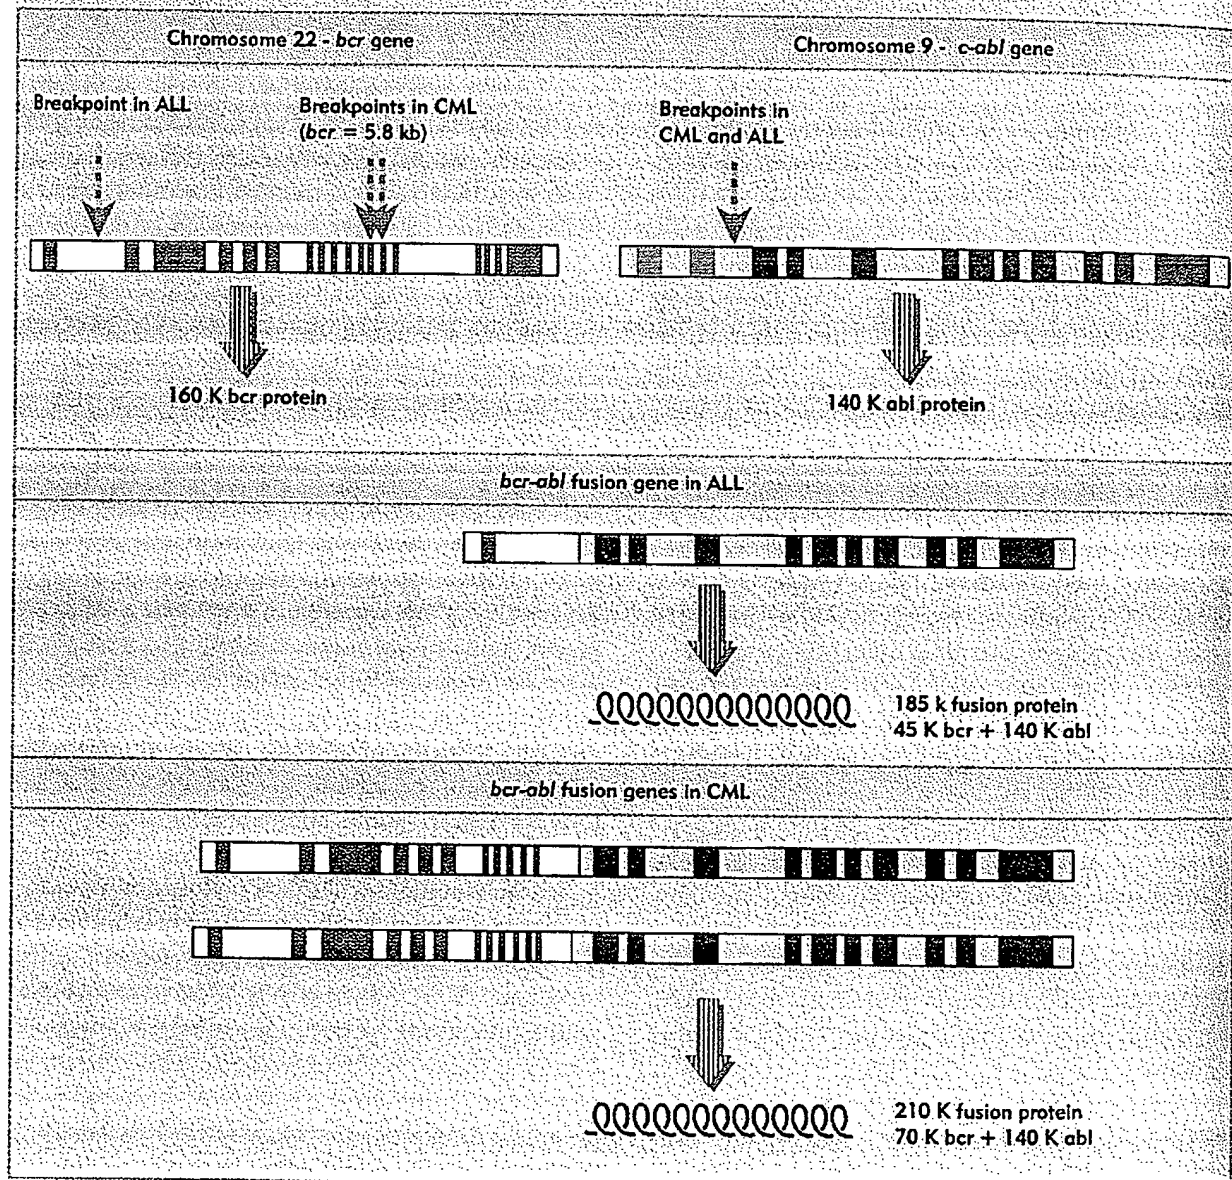 Chromosome 22 - bcr gene
Chromosome 9 - c-abl gene
Breakpoint in ALL
Breakpoints in CML
(bcr = 5.8 kb)
Breakpoints in
CML and ALL
160 K bcr protein
140 K abl protein
bcr-abl fusion gene in ALL
185 k fusion protein
45 K bcr + 140 K abl
bcr-abl fusion genes in CML
210 K fusion protein
70 K bcr + 140 K abl